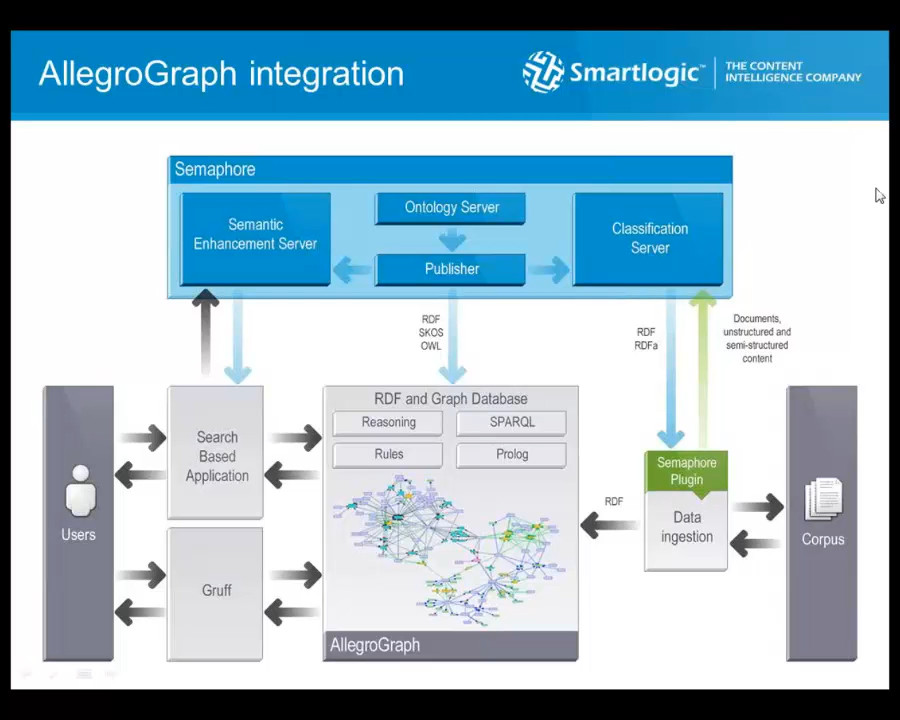 AllegroGraph integration
Smartlogic™
THE CONTENT
INTELLIGENCE COMPANY
Semaphore
Semantic
Enhancement Server
Ontology Server
Publisher
Classification
Server
RDF
SKOS
OWL
RDF
RDFa
Documents,
unstructured and
semi-structured
content
Users
Search
Based
Application
Gruff
RDF and Graph Database
Reasoning
SPARQL
Rules
Prolog
AllegroGraph
RDF
Semaphore
Plugin
Data
ingestion
Corpus